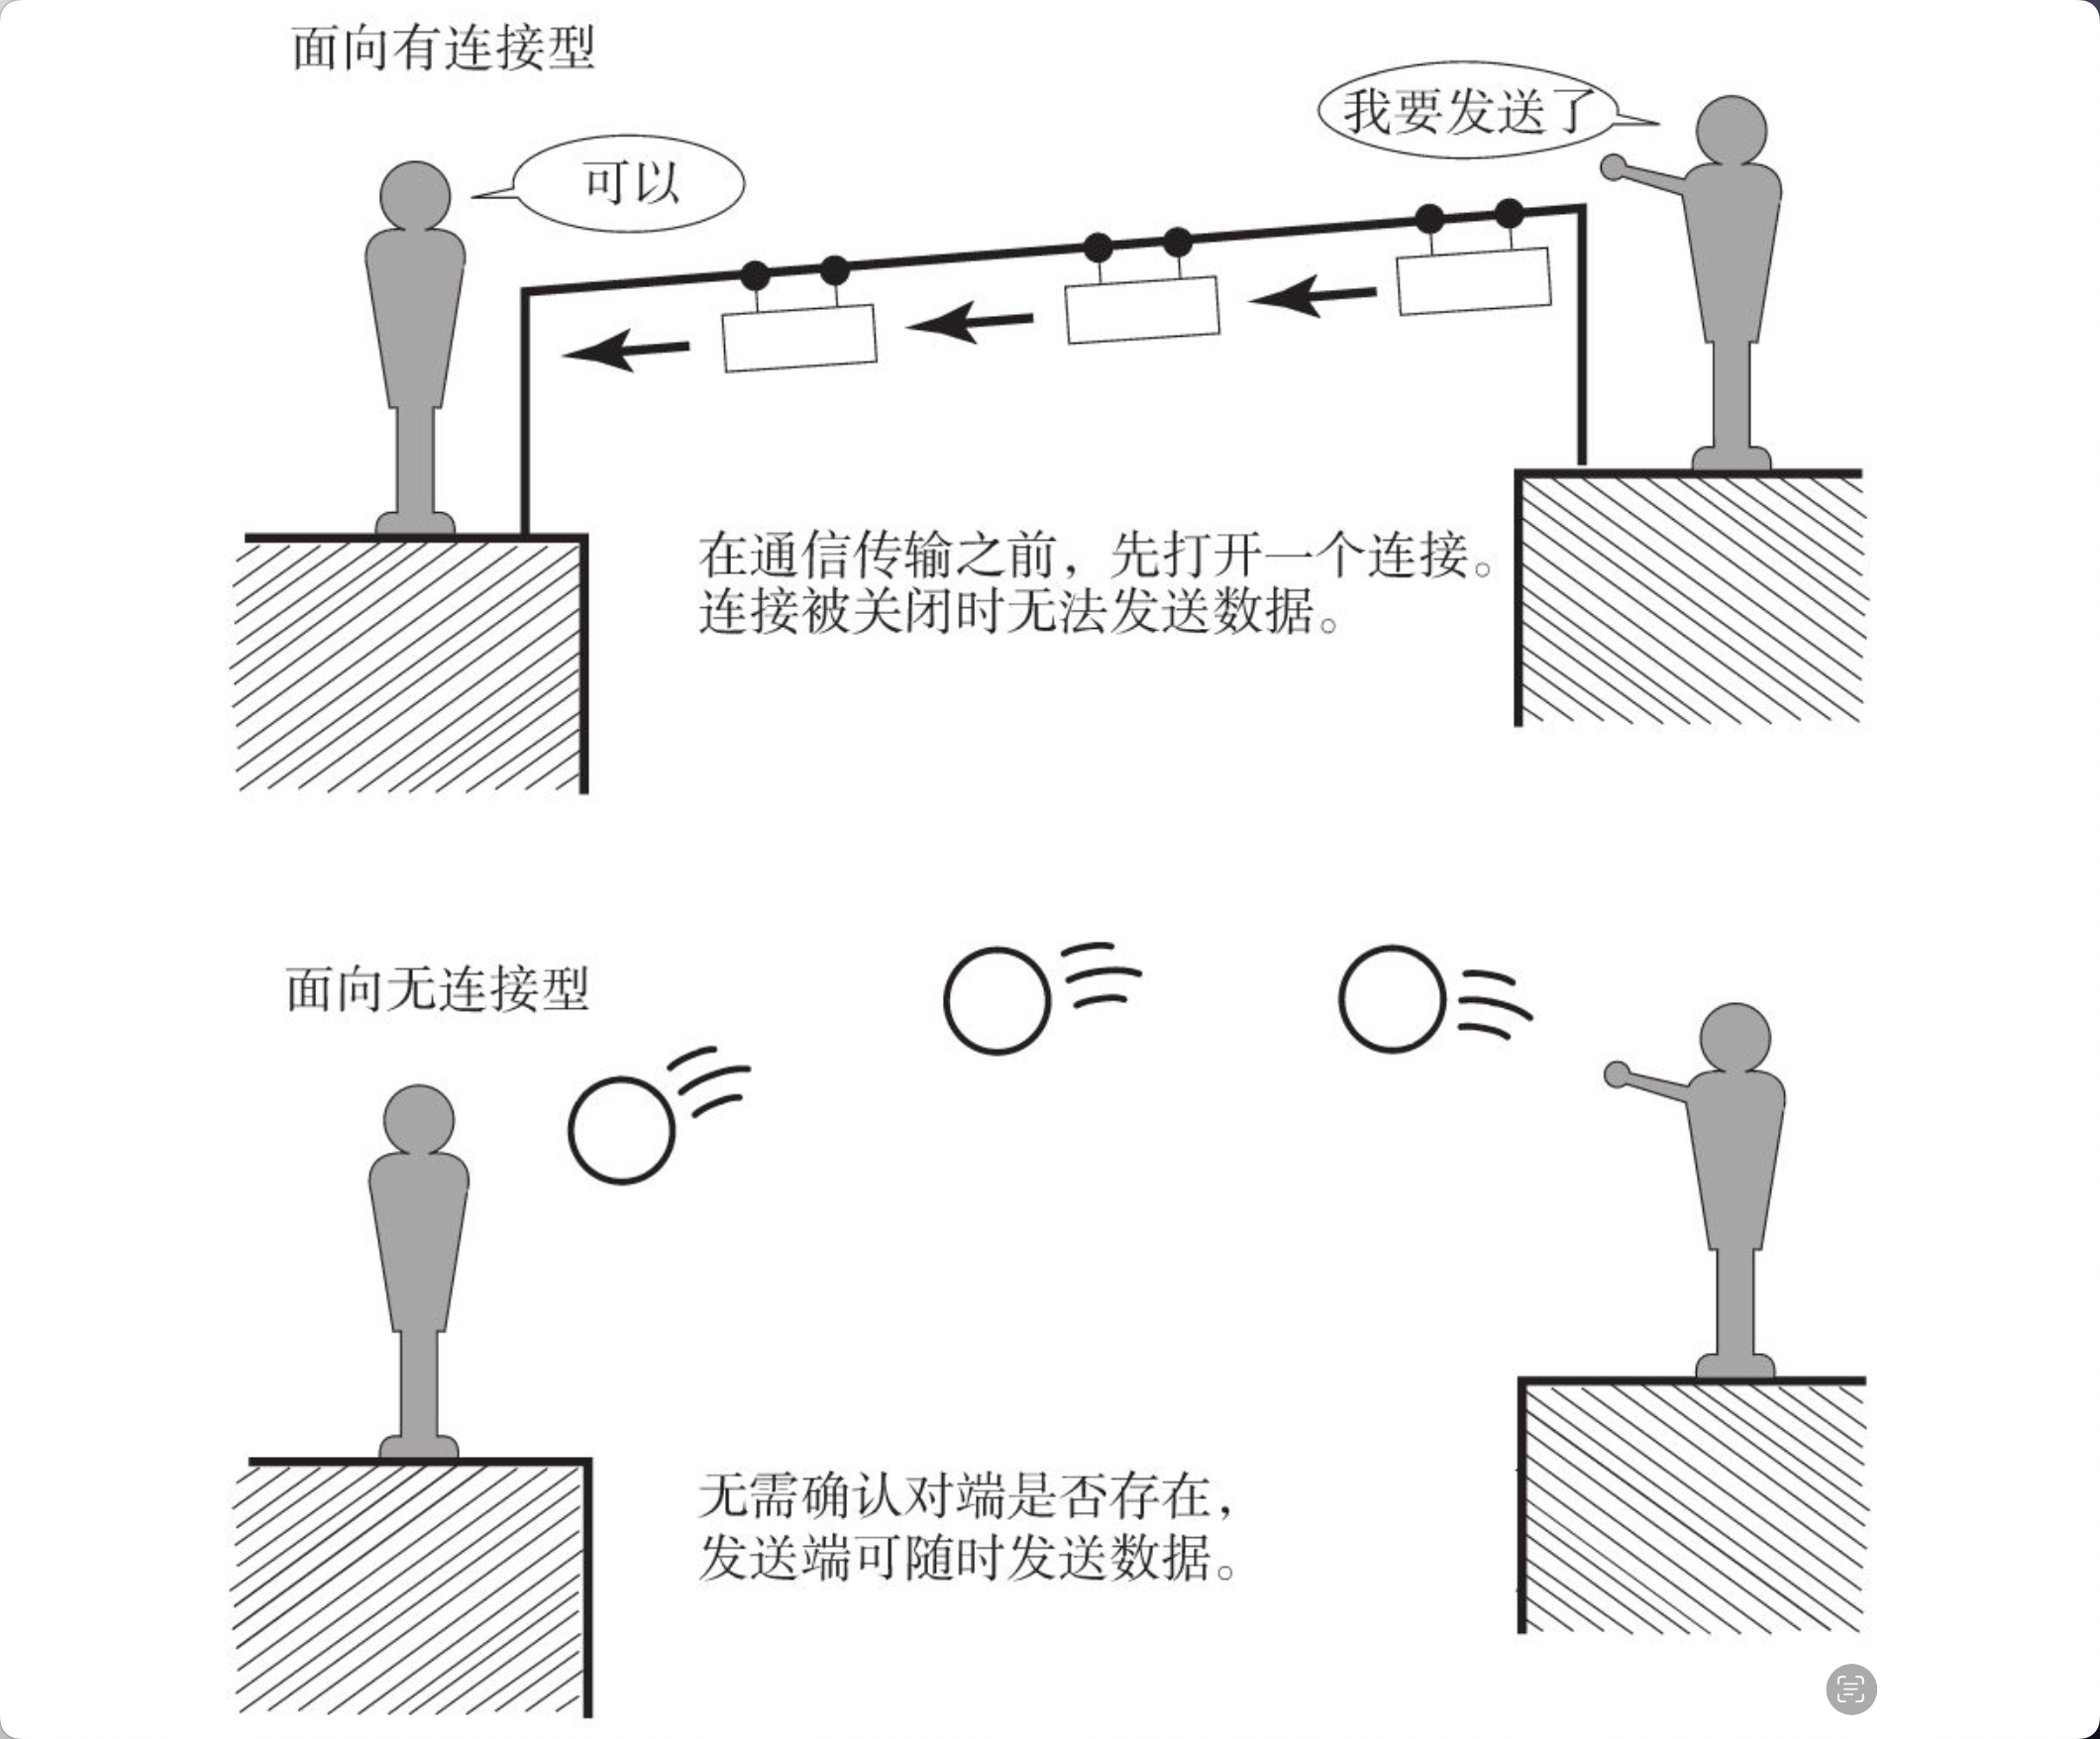 面向有连接型
我要发送了
可以
在通信传输之前，先打开一个连接。
连接被关闭时无法发送数据。
面向无连接型
无需确认对端是否存在，
发送端可随时发送数据。